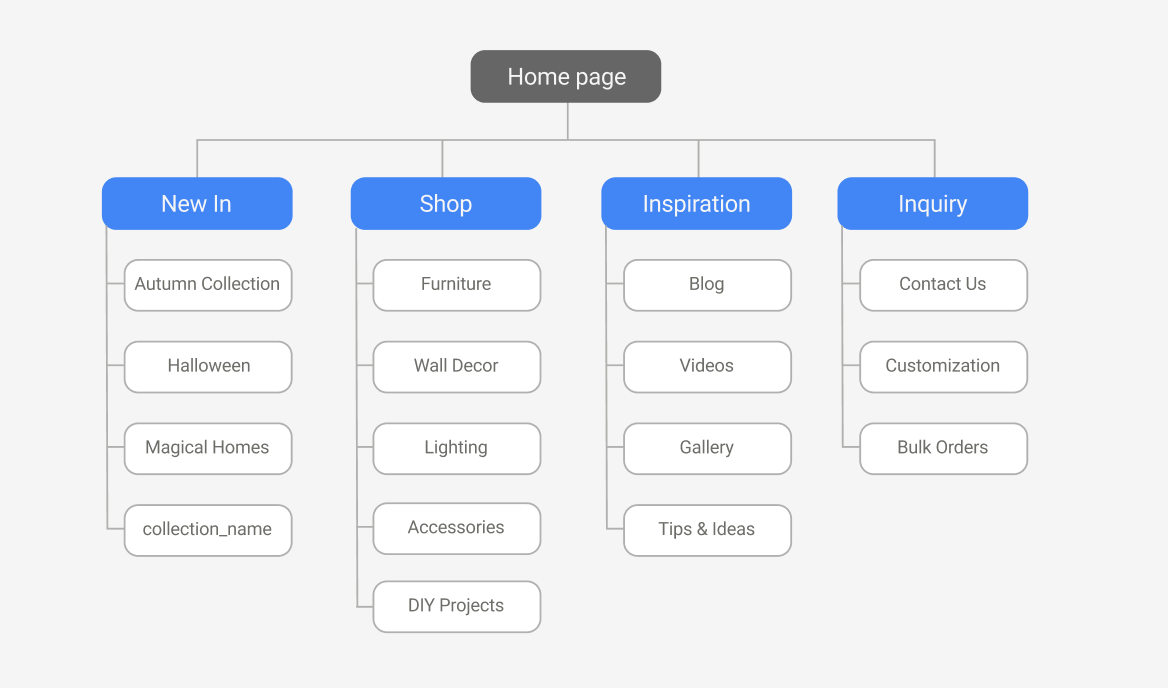 Home page
New In
Autumn Collection
Halloween
Magical Homes
collection_name
Shop
Furniture
Wall Decor
Lighting
Accessories
DIY Projects
Inspiration
Blog
Videos
Gallery
Tips & Ideas
Inquiry
Contact Us
Customization
Bulk Orders